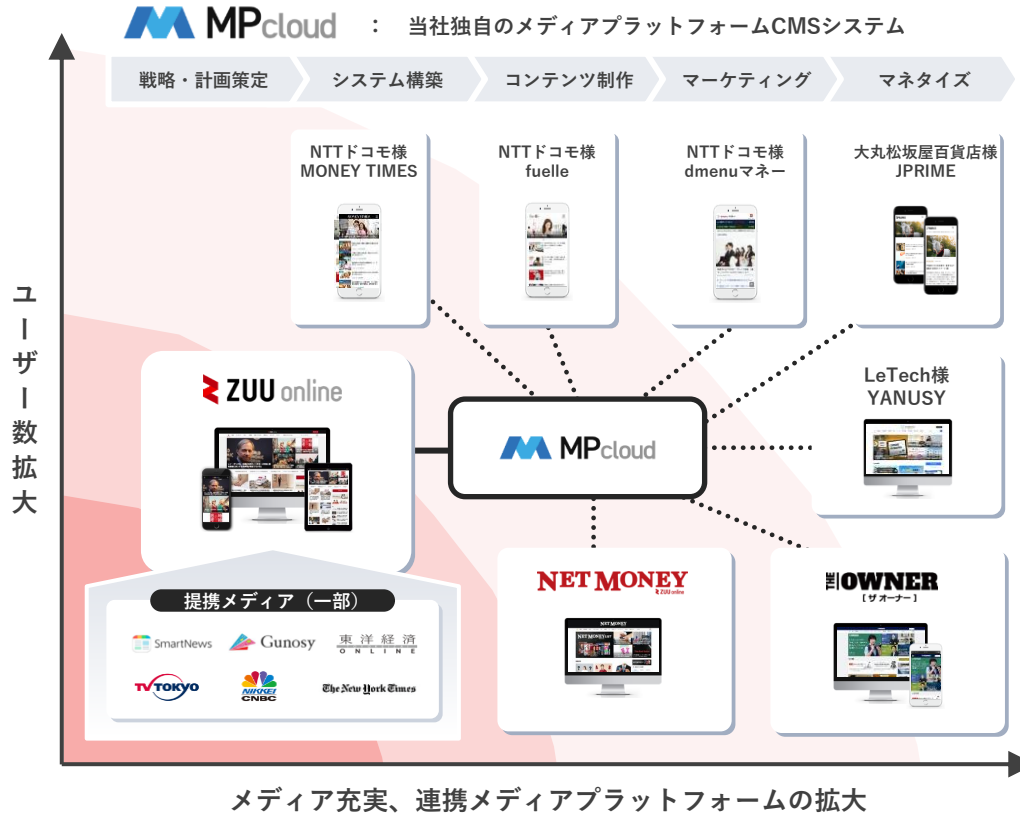 MPcloud : 当社独自のメディアプラットフォームCMSシステム
戦略・計画策定
システム構築
コンテンツ制作
マーケティング
マネタイズ
NTTドコモ様
MONEY TIMES
NTTドコモ様
fuelle
NTTドコモ様
dmenuマネー
大丸松坂屋百貨店様
JPRIME
ユーザー数拡大
ZUU online
MPcloud
LeTech様
YANUSY
提携メディア（一部）
SmartNews
Gunosy
東洋経済
ONLINE
TV TOKYO
NIKKEI
CNBC
The New York Times
NET MONEY
ZUU online
NET MONEY
THE OWNER
［ザ オーナー］
メディア充実、連携メディアプラットフォームの拡大